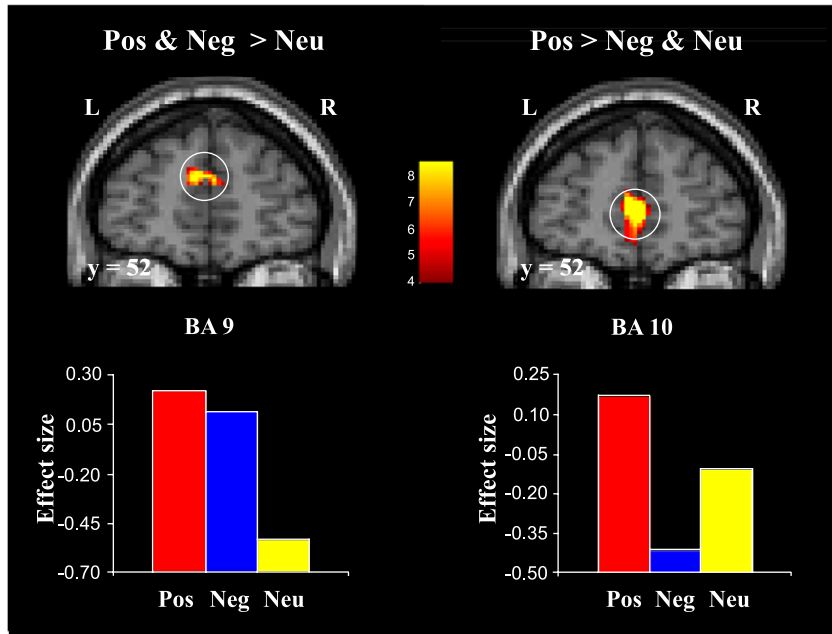 Pos & Neg > Neu
Pos > Neg & Neu
L
R
L
R
8
7
6
5
4
y = 52
y = 52
BA 9
BA 10
Effect size
0.30
0.05
-0.20
-0.45
-0.70
Pos Neg Neu
Effect size
0.25
0.10
-0.05
-0.20
-0.35
-0.50
Pos Neg Neu